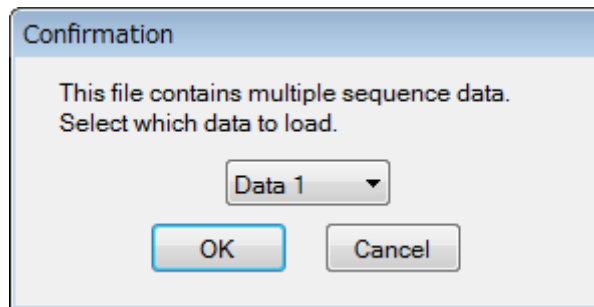 Confirmation
This file contains multiple sequence data.
Select which data to load.
Data 1
OK
Cancel